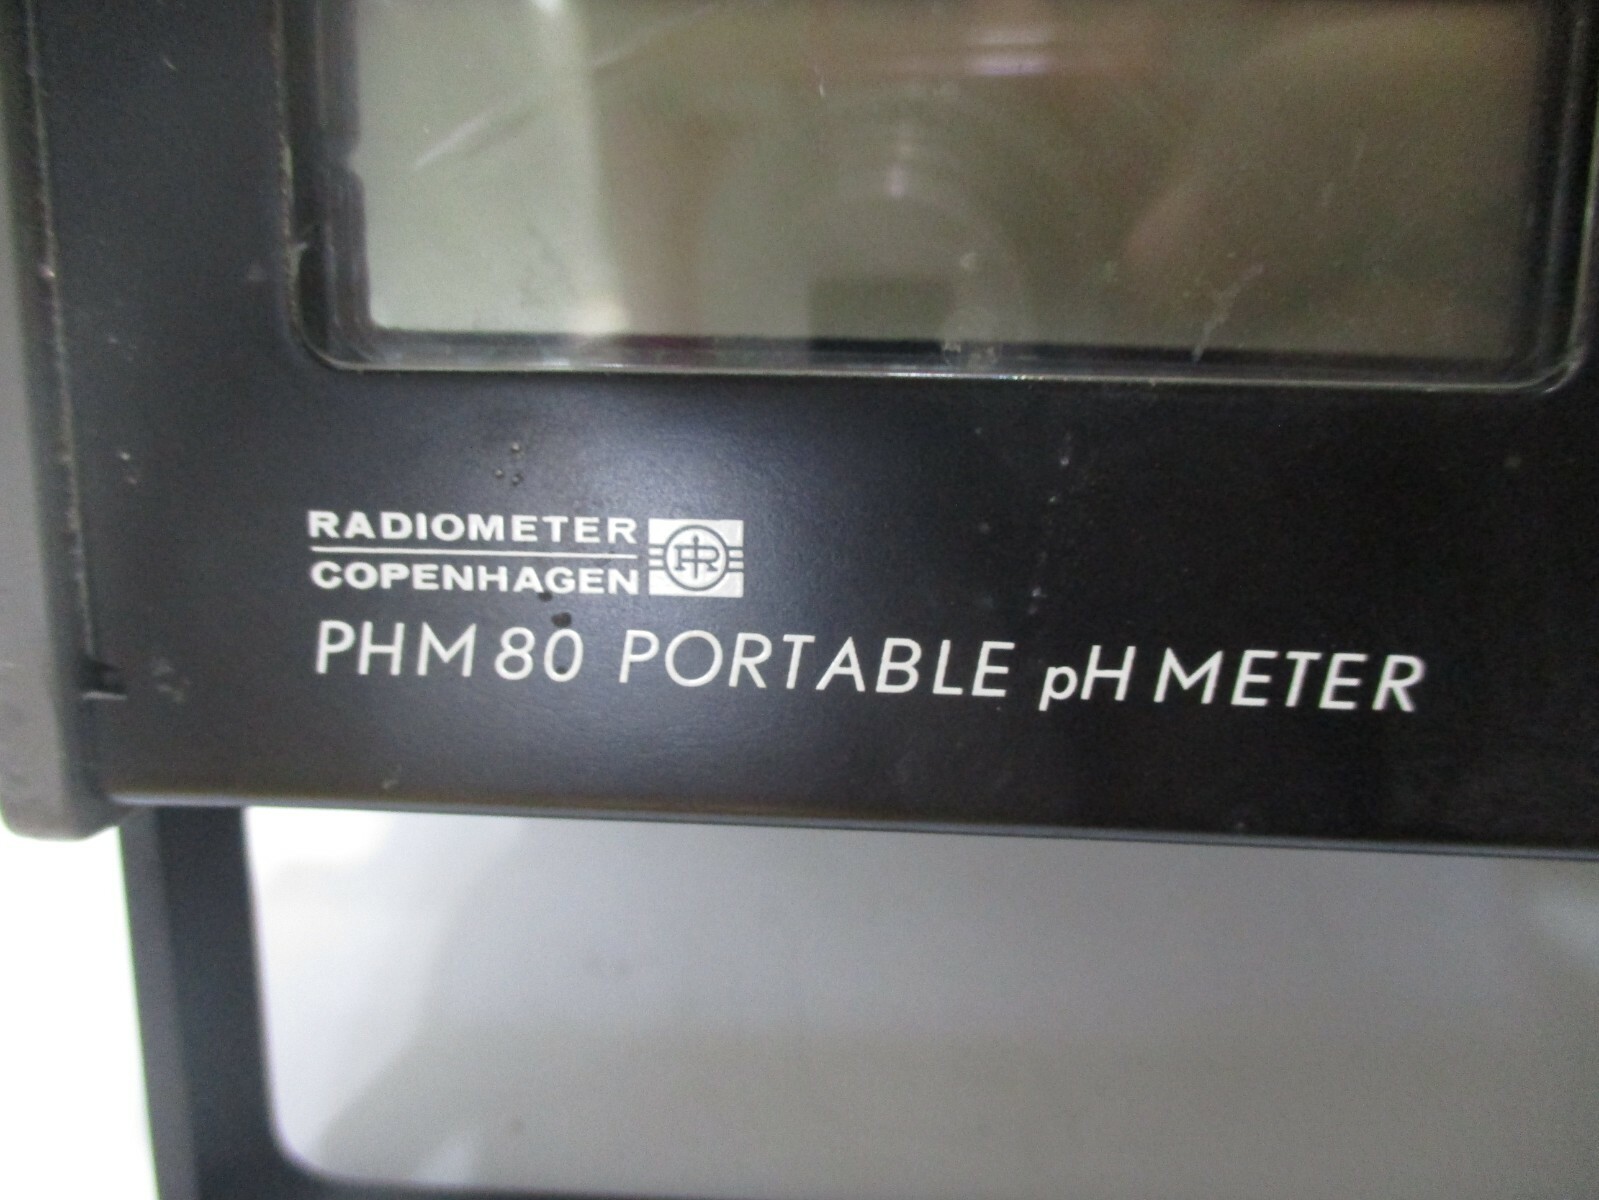 RADIOMETER
COPENHAGEN
R
PHM 80 PORTABLE pH METER